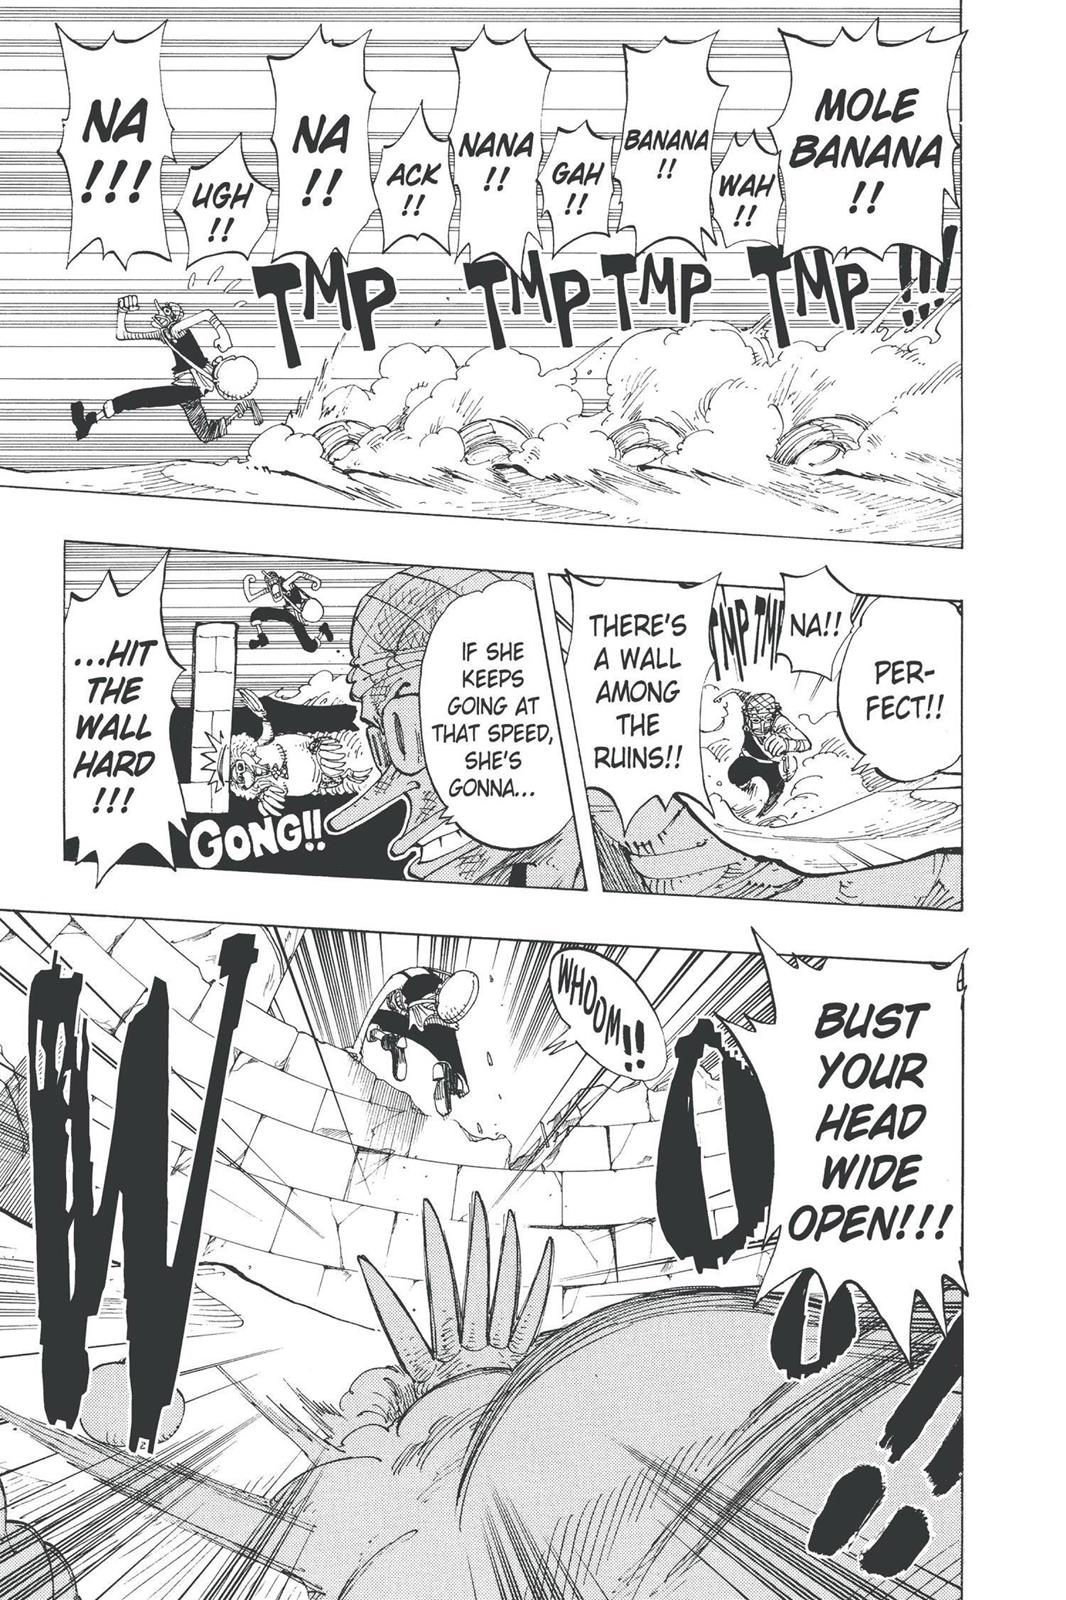 MOLE
BANANA
!!
WAH
!!
BANANA
!!
GAH
!!
NANA
!!
ACK
!!
NA
!!
UGH
!!
NA
!!!
TMP TMP TMP TMP !!!
PER-
FECT!!
NA!!
TMP TMP
THERE'S
A WALL
AMONG
THE
RUINS!!
IF SHE
KEEPS
GOING AT
THAT SPEED,
SHE'S
GONNA...
...HIT
THE
WALL
HARD
!!!
GONG!!
BUST
YOUR
HEAD
WIDE
OPEN!!!
WHOOM!!